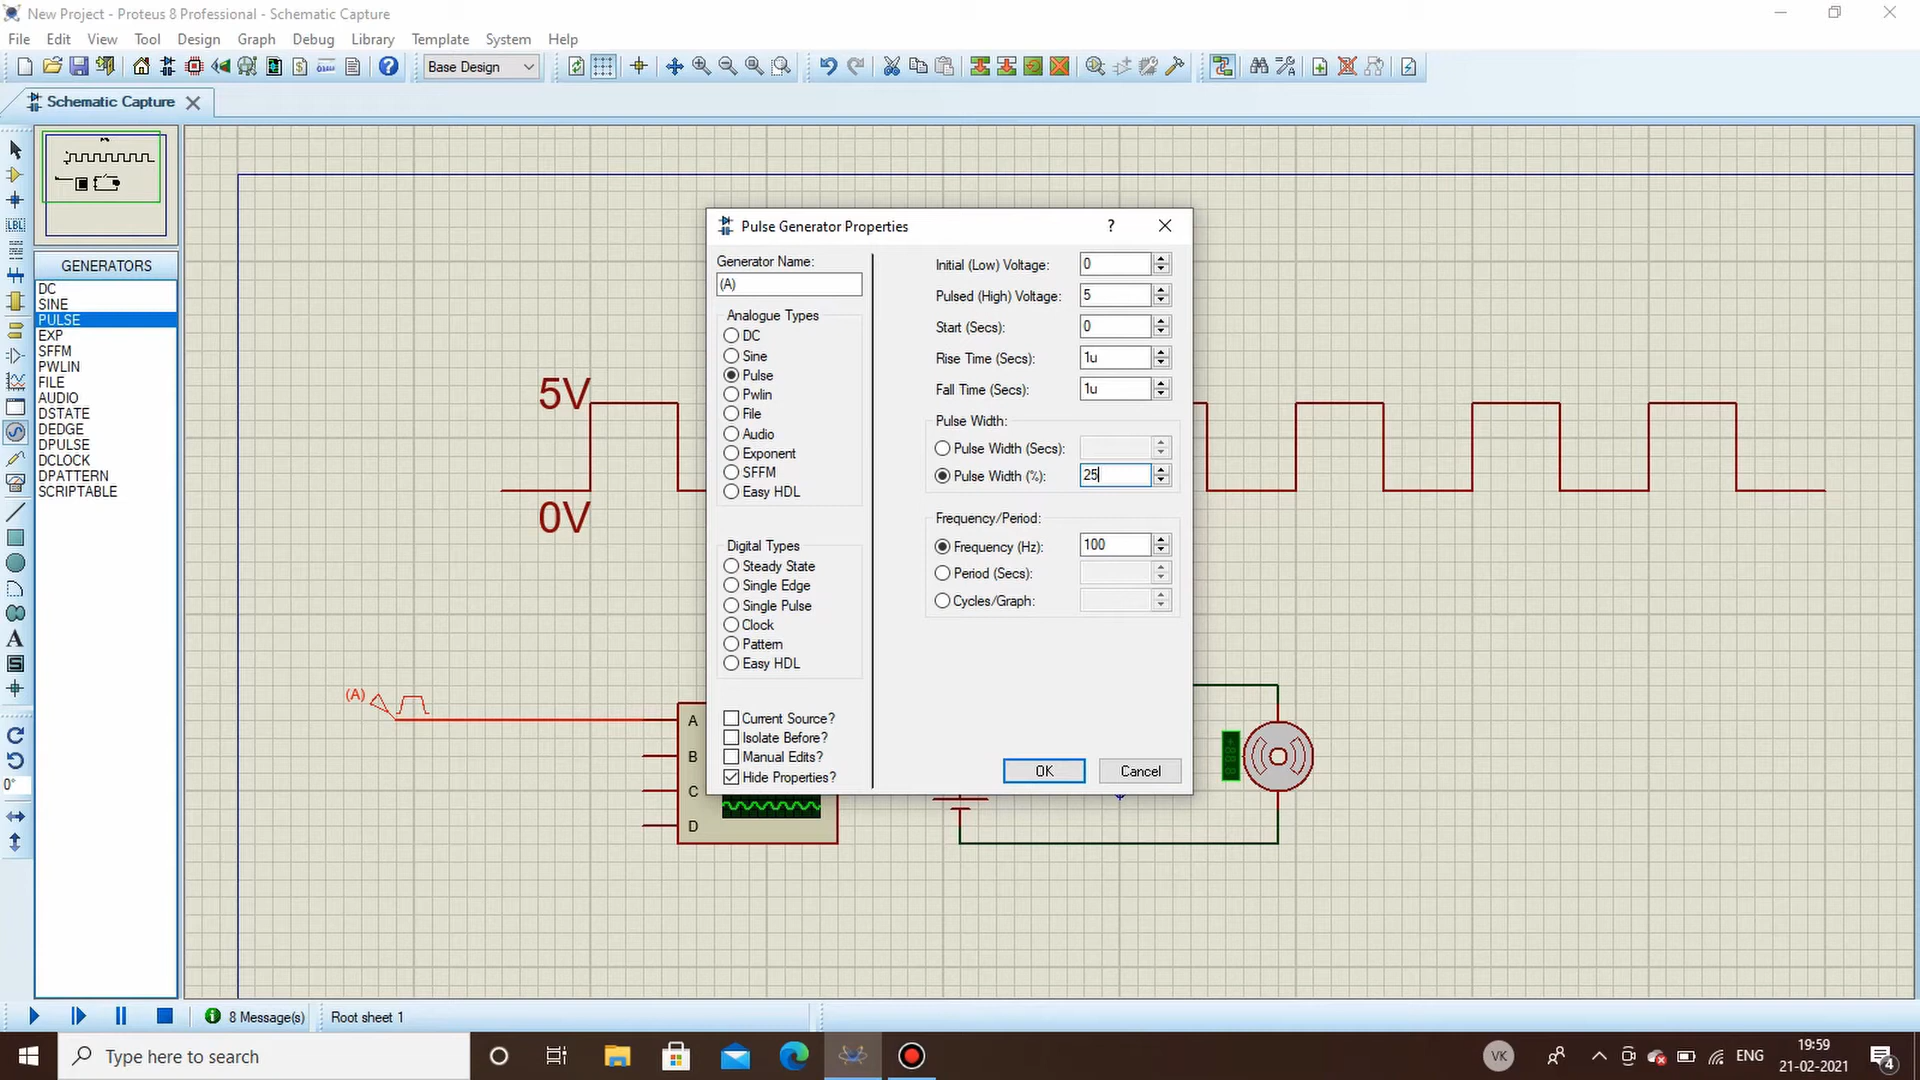 New Project - Proteus 8 Professional - Schematic Capture
File Edit View Tool Design Graph Debug Library Template System Help
Base Design
Schematic Capture
GENERATORS
DC
SINE
PULSE
EXP
SFFM
PWLIN
FILE
AUDIO
DSTATE
DEDGE
DPULSE
DCLOCK
DPATTERN
SCRIPTABLE
LBL
A
S
0°
5V
0V
(A)
A
B
C
D
Pulse Generator Properties ?
Generator Name:
(A)
Analogue Types
DC
Sine
Pulse
Pwlin
File
Audio
Exponent
SFFM
Easy HDL
Digital Types
Steady State
Single Edge
Single Pulse
Clock
Pattern
Easy HDL
Current Source?
Isolate Before?
Manual Edits?
Hide Properties?
Initial (Low) Voltage: 0
Pulsed (High) Voltage: 5
Start (Secs): 0
Rise Time (Secs): 1u
Fall Time (Secs): 1u
Pulse Width:
Pulse Width (Secs):
Pulse Width (%): 25
Frequency/Period:
Frequency (Hz): 100
Period (Secs):
Cycles/Graph:
OK Cancel
8 Message(s) Root sheet 1
Type here to search
VK
ENG
19:59
21-02-2021
4